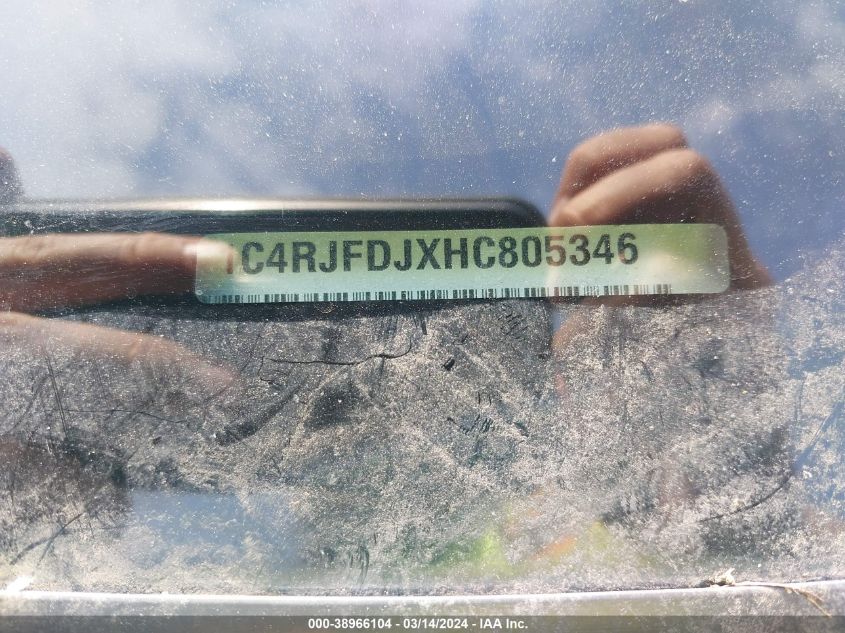 1C4RJFDJXHC805346
000-38966104 - 03/14/2024 - IAA Inc.